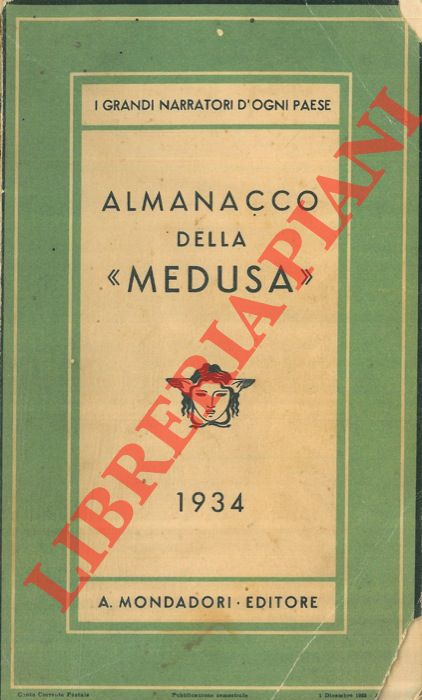 I GRANDI NARRATORI D'OGNI PAESE
ALMANACCO
DELLA
«MEDUSA»
1934
A. MONDADORI · EDITORE
Conto Corrente Postale Pubblicazione semestrale 1 Dicembre 1933
LIBRERIA PIANI